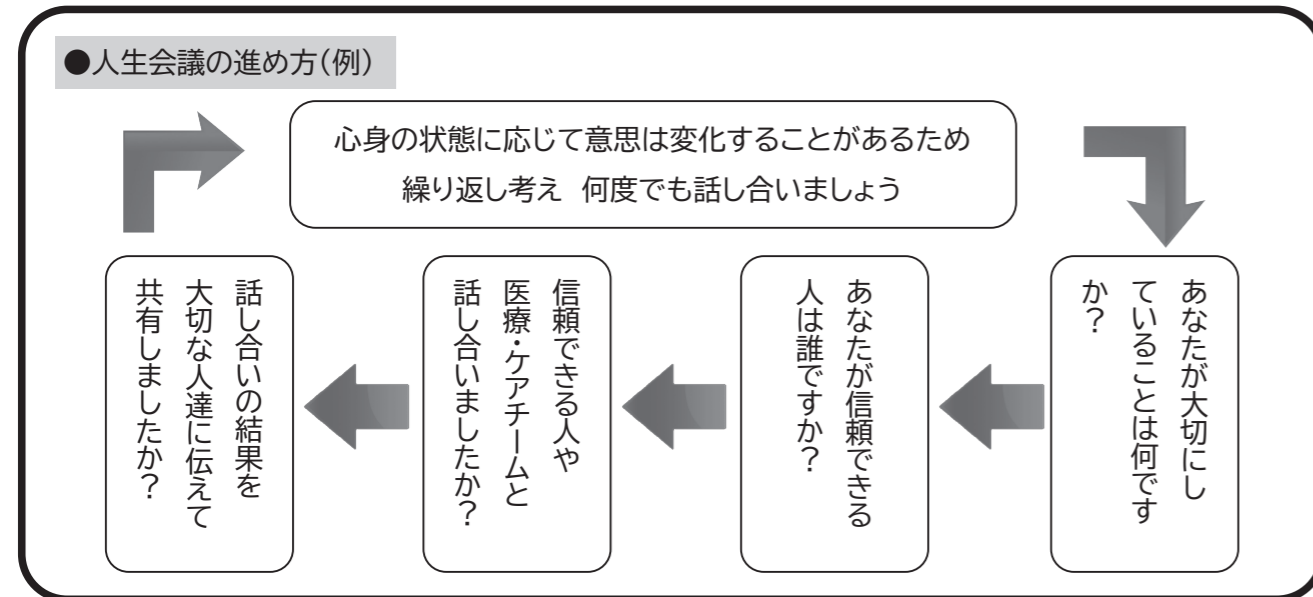 ●人生会議の進め方(例)
心身の状態に応じて意思は変化することがあるため
繰り返し考え 何度でも話し合いましょう
あなたが大切にし
ていることは何です
か?
あなたが信頼できる
人は誰ですか?
信頼できる人や
医療・ケアチームと
話し合いましたか?
話し合いの結果を
大切な人達に伝えて
共有しましたか?